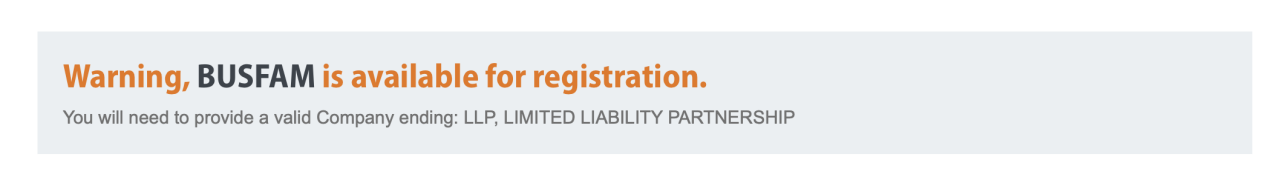 Warning, BUSFAM is available for registration.
You will need to provide a valid Company ending: LLP, LIMITED LIABILITY PARTNERSHIP